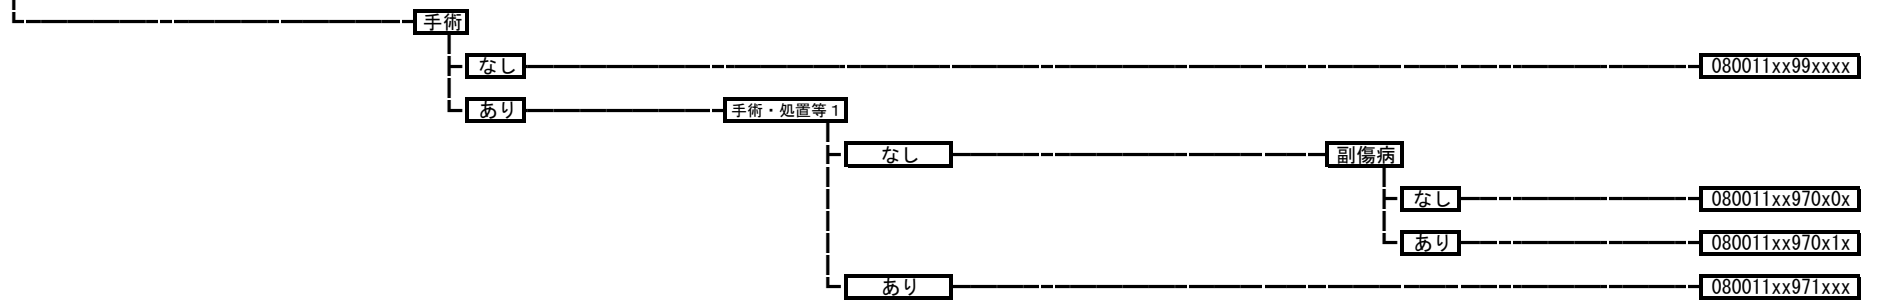 手術
なし 080011xx99xxxx
あり 手術・処置等１
なし 副傷病
なし 080011xx970x0x
あり 080011xx970x1x
あり 080011xx971xxx